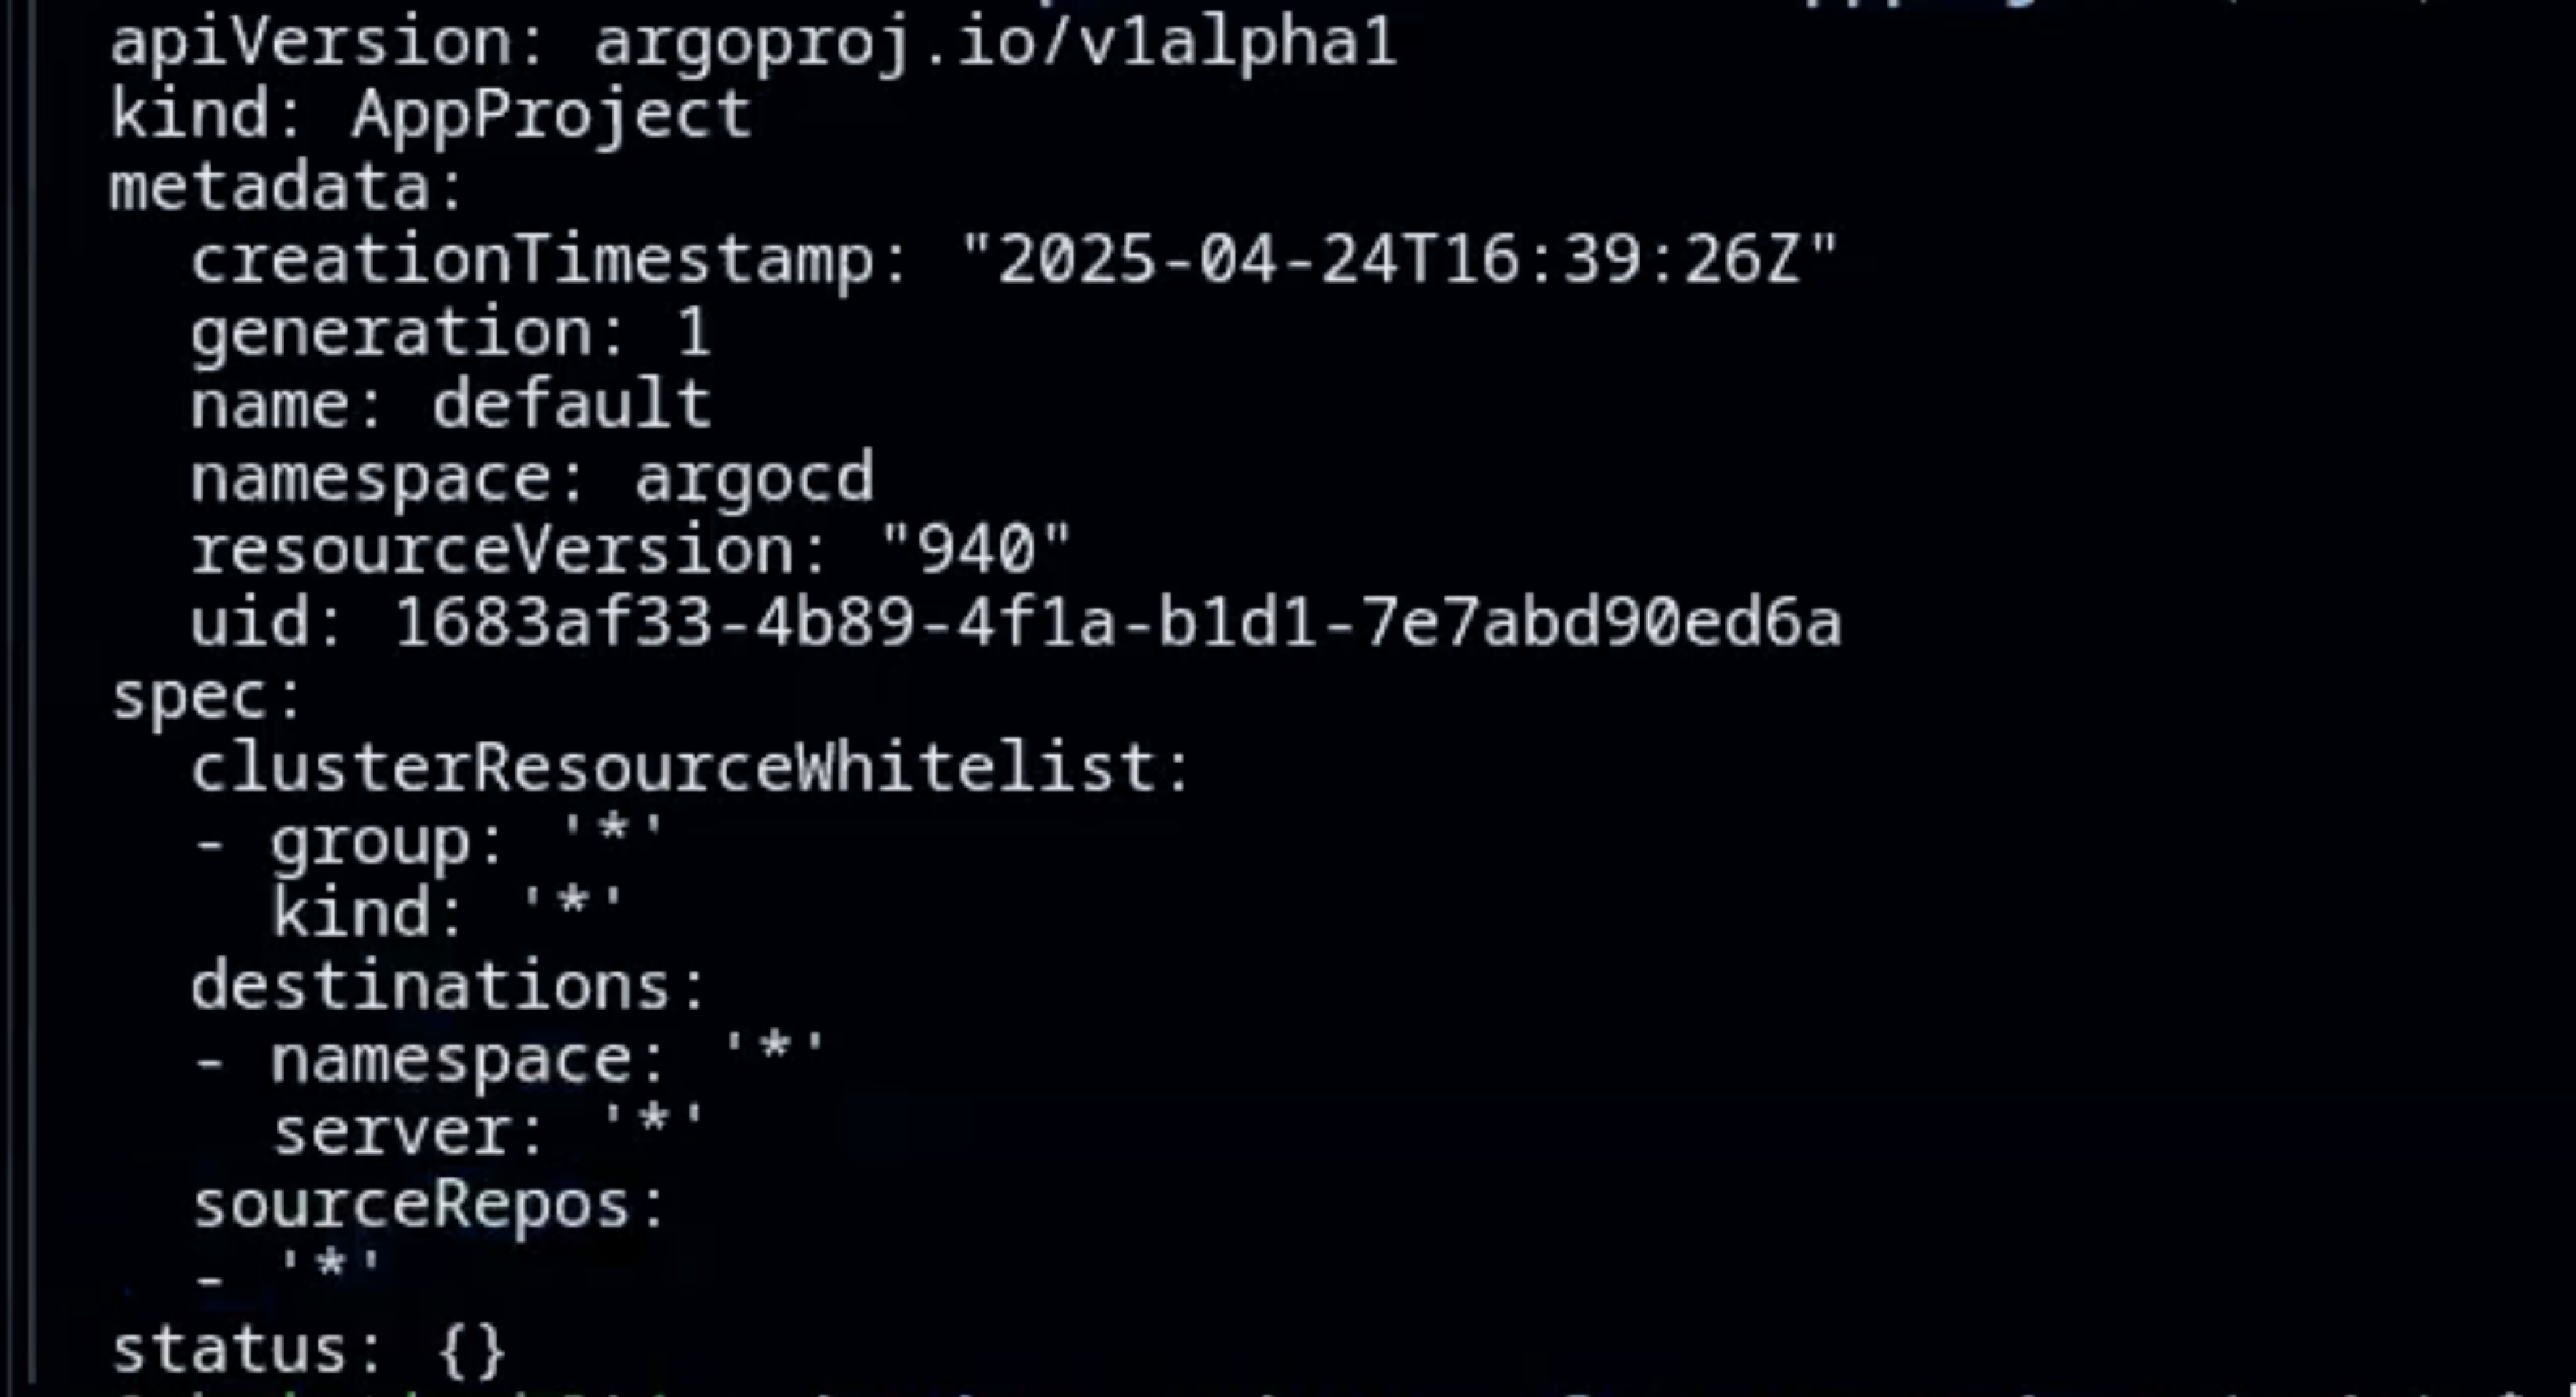 apiVersion: argoproj.io/v1alpha1
kind: AppProject
metadata:
  creationTimestamp: "2025-04-24T16:39:26Z"
  generation: 1
  name: default
  namespace: argocd
  resourceVersion: "940"
  uid: 1683af33-4b89-4f1a-b1d1-7e7abd90ed6a
spec:
  clusterResourceWhitelist:
  - group: '*'
    kind: '*'
  destinations:
  - namespace: '*'
    server: '*'
  sourceRepos:
  - '*'
status: {}